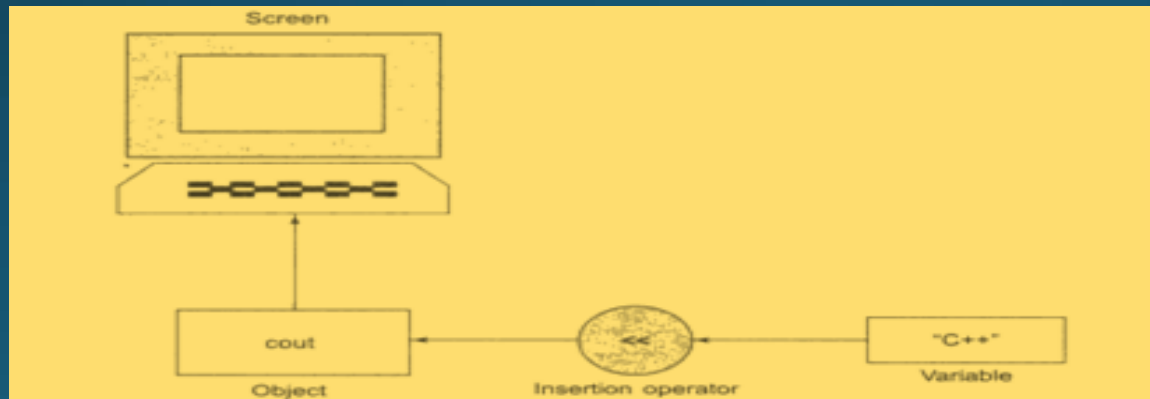 Screen
cout
Object
<<
Insertion operator
"C++"
Variable